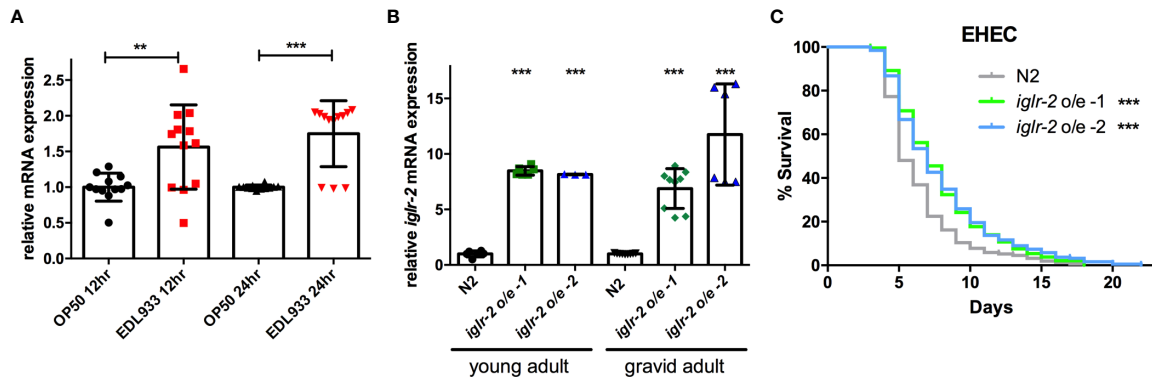 A
relative mRNA expression
**
***
2.5
2.0
1.5
1.0
0.5
0.0
OP50 12hr
EDL933 12hr
OP50 24hr
EDL933 24hr
B
relative iglr-2 mRNA expression
***
***
***
***
15
10
5
0
N2
iglr-2 o/e -1
iglr-2 o/e -2
N2
iglr-2 o/e -1
iglr-2 o/e -2
young adult
gravid adult
C
EHEC
% Survival
100
80
60
40
20
0
N2
iglr-2 o/e -1 ***
iglr-2 o/e -2 ***
0 5 10 15 20
Days